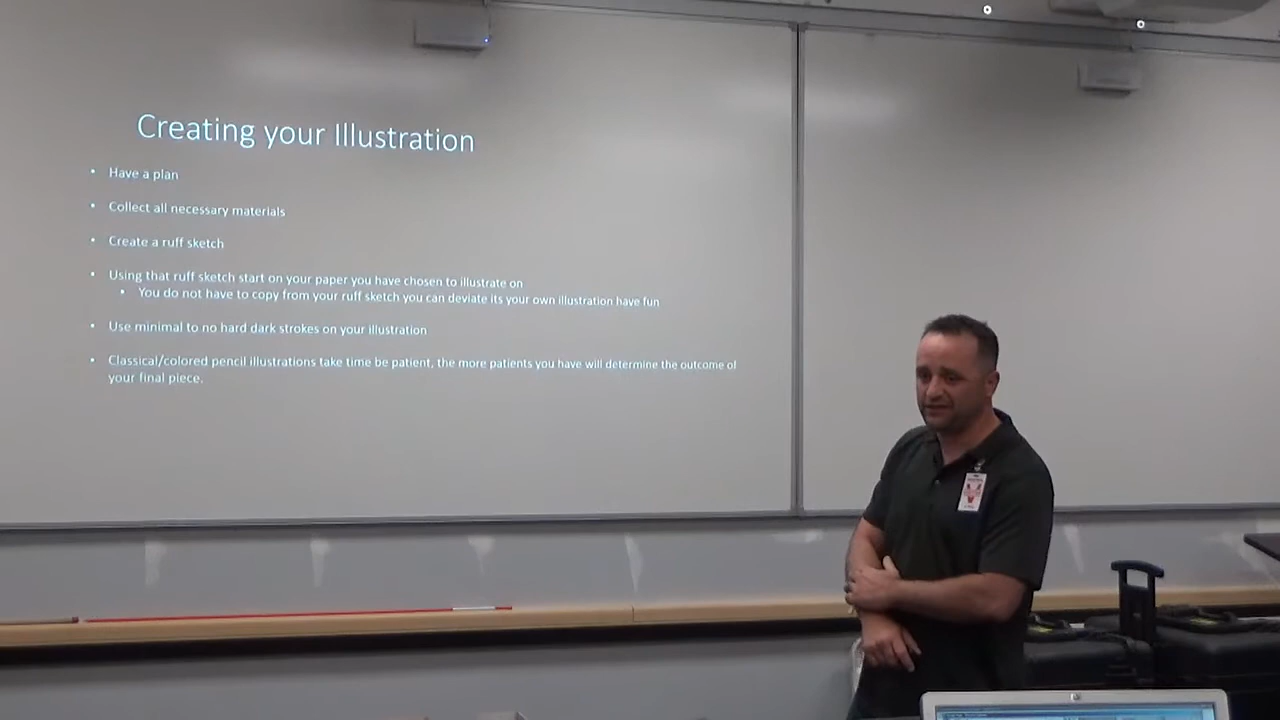 Creating your Illustration
• Have a plan
• Collect all necessary materials
• Create a ruff sketch
• Using that ruff sketch start on your paper you have chosen to illustrate on
• You do not have to copy from your ruff sketch you can deviate its your own illustration have fun
• Use minimal to no hard dark strokes on your illustration
• Classical/colored pencil illustrations take time be patient, the more patients you have will determine the outcome of
your final piece.